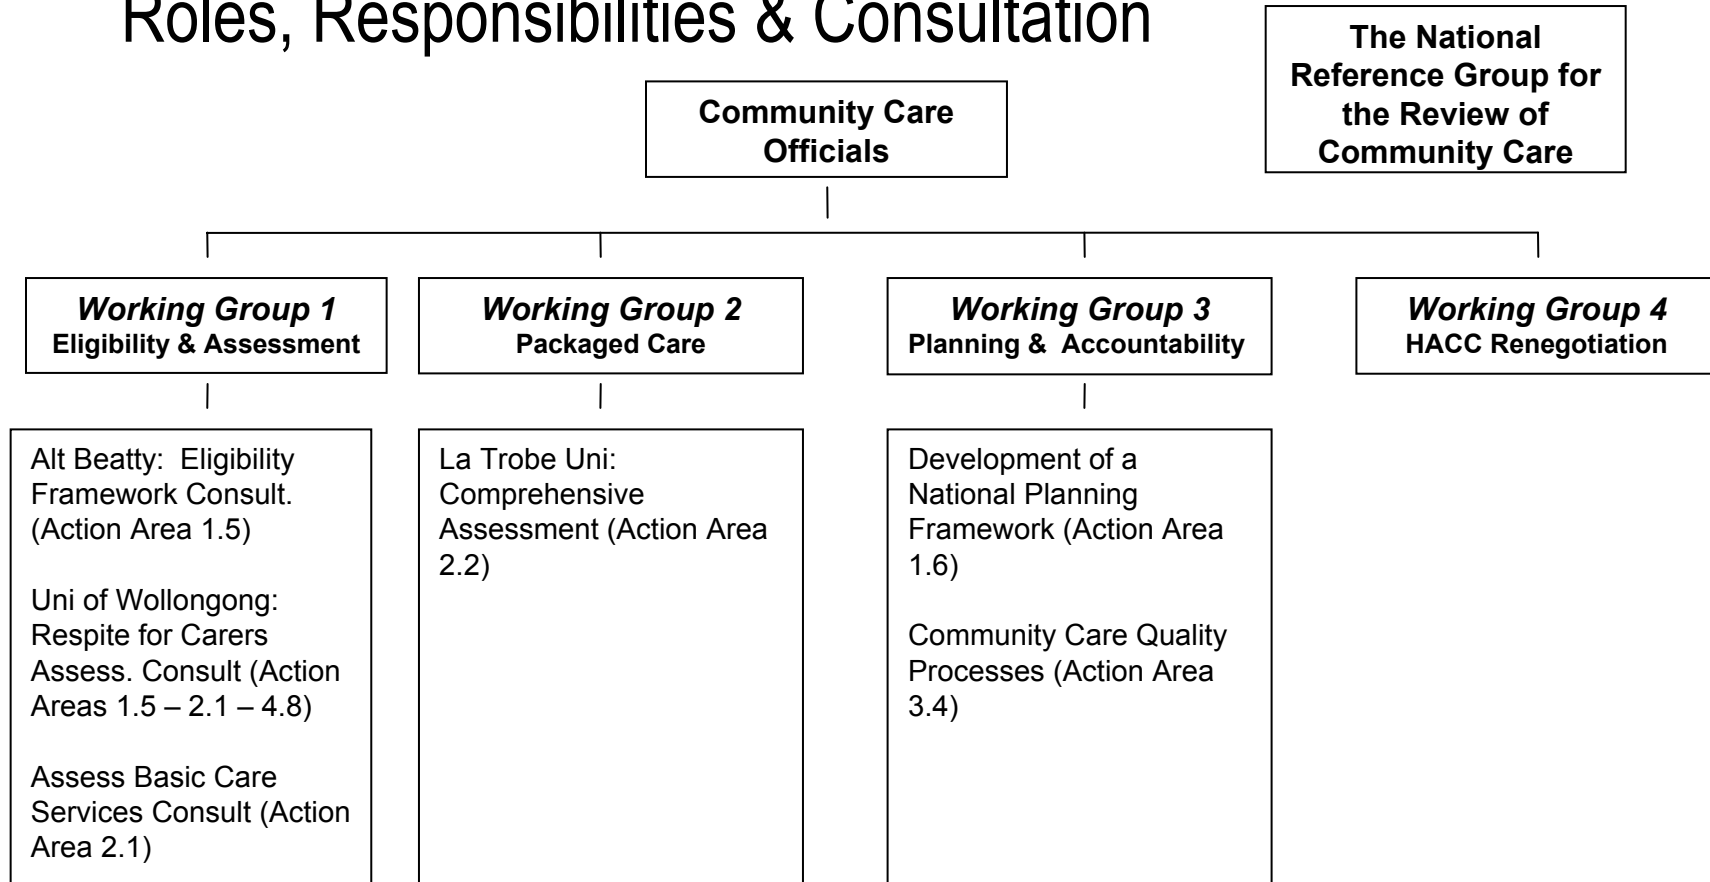 Roles, Responsibilities & Consultation
The National
Reference Group for
the Review of
Community Care
Community Care
Officials
Working Group 1
Eligibility & Assessment
Working Group 2
Packaged Care
Working Group 3
Planning & Accountability
Working Group 4
HACC Renegotiation
Alt Beatty: Eligibility
Framework Consult.
(Action Area 1.5)
Uni of Wollongong:
Respite for Carers
Assess. Consult (Action
Areas 1.5 – 2.1 – 4.8)
Assess Basic Care
Services Consult (Action
Area 2.1)
La Trobe Uni:
Comprehensive
Assessment (Action Area
2.2)
Development of a
National Planning
Framework (Action Area
1.6)
Community Care Quality
Processes (Action Area
3.4)